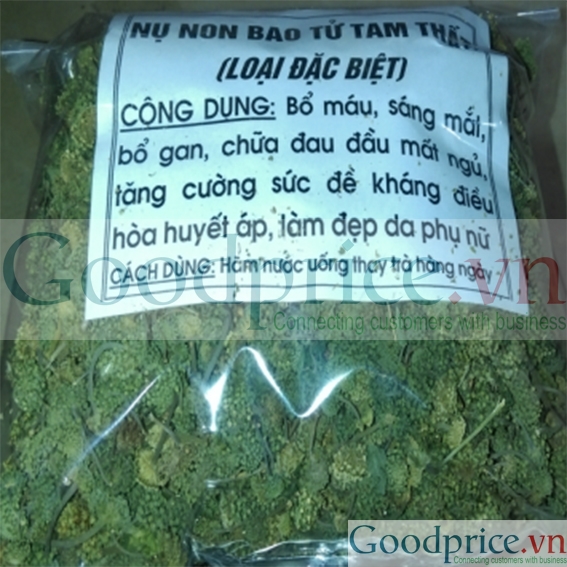 NỤ NON BAO TỬ TAM THẤT
(LOẠI ĐẶC BIỆT)
CÔNG DỤNG: Bổ máu, sáng mắt,
bổ gan, chữa đau đầu mất ngủ,
tăng cường sức đề kháng điều
hòa huyết áp, làm đẹp da phụ nữ
CÁCH DÙNG: Hãm nước uống thay trà hàng ngày
Goodprice.vn
Connecting customers with business
Goodprice.vn
Connecting customers with business